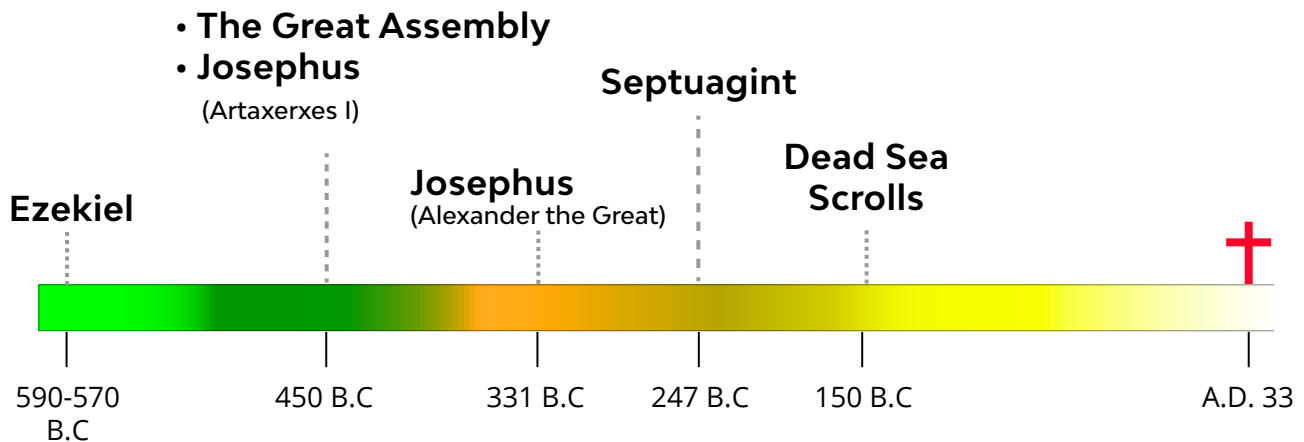 • The Great Assembly
• Josephus
(Artaxerxes I)
Septuagint
Dead Sea
Scrolls
Josephus
(Alexander the Great)
Ezekiel
590-570
B.C
450 B.C
331 B.C
247 B.C
150 B.C
A.D. 33